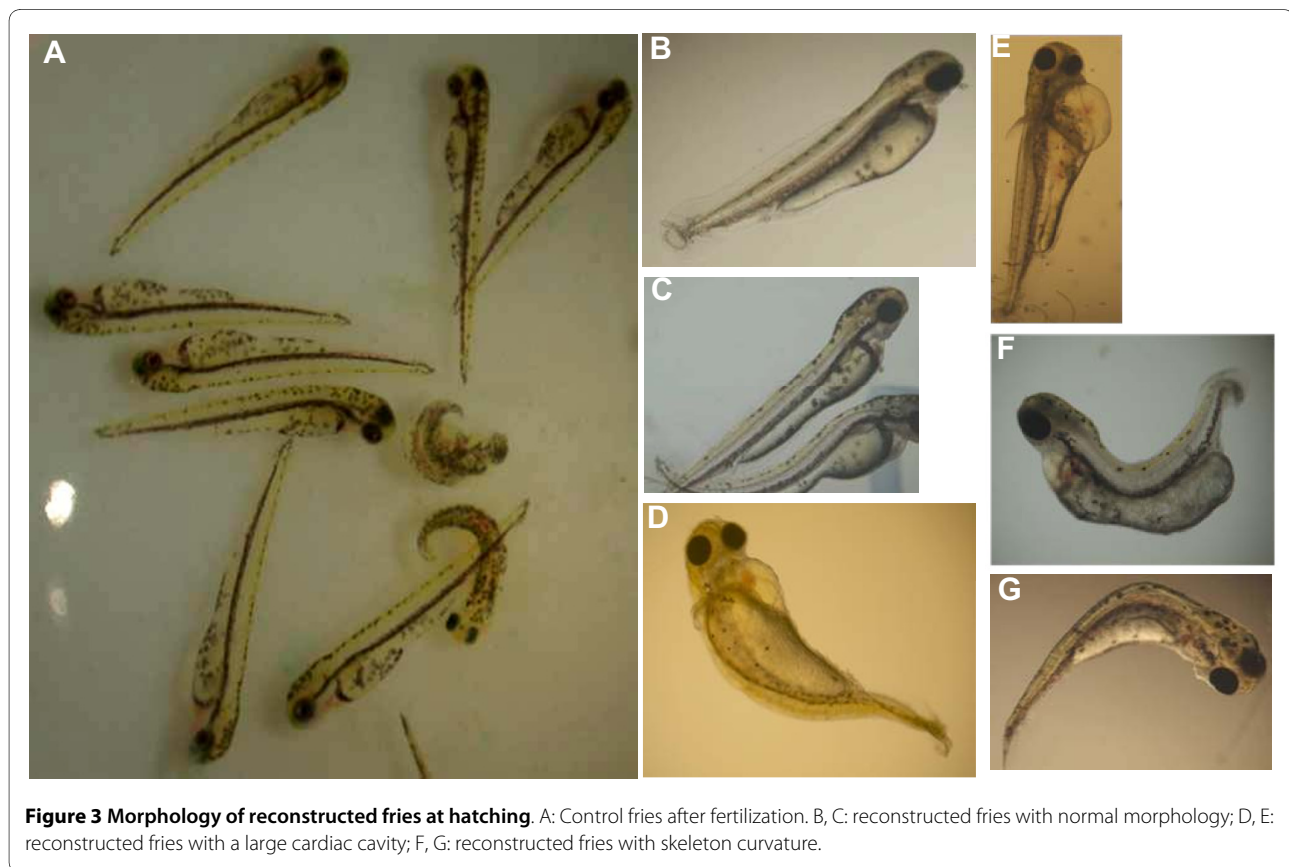 A
B
E
C
F
D
G
Figure 3 Morphology of reconstructed fries at hatching. A: Control fries after fertilization. B, C: reconstructed fries with normal morphology; D, E:
reconstructed fries with a large cardiac cavity; F, G: reconstructed fries with skeleton curvature.